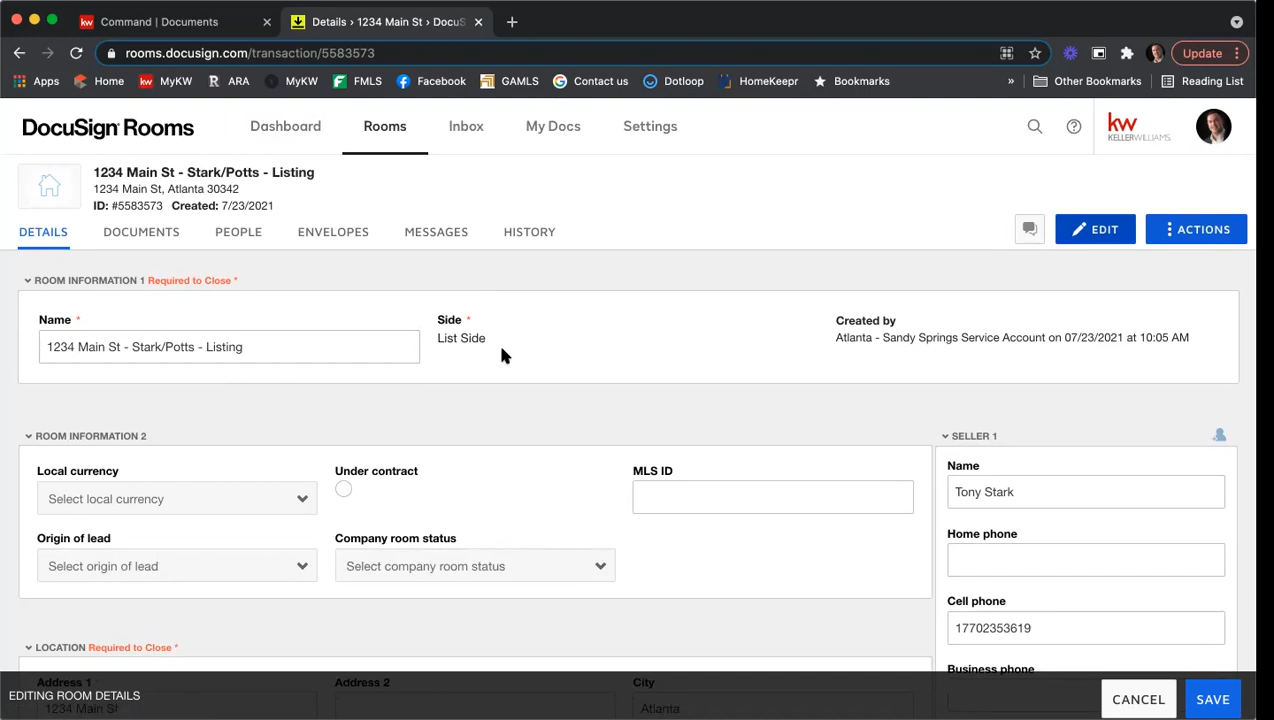 Command | Documents
Details › 1234 Main St › DocuS
rooms.docusign.com/transaction/5583573
Update
Apps
Home
kw MyKW
R ARA
MyKW
FMLS
Facebook
GAMLS
Contact us
Dotloop
HomeKeepr
Bookmarks
»
Other Bookmarks
Reading List
DocuSign Rooms
Dashboard
Rooms
Inbox
My Docs
Settings
kw
KELLERWILLIAMS.
1234 Main St - Stark/Potts - Listing
1234 Main St, Atlanta 30342
ID: #5583573 Created: 7/23/2021
DETAILS
DOCUMENTS
PEOPLE
ENVELOPES
MESSAGES
HISTORY
EDIT
ACTIONS
ROOM INFORMATION 1 Required to Close *
Name *
1234 Main St - Stark/Potts - Listing
Side *
List Side
Created by
Atlanta - Sandy Springs Service Account on 07/23/2021 at 10:05 AM
ROOM INFORMATION 2
Local currency
Select local currency
Under contract
MLS ID
Origin of lead
Select origin of lead
Company room status
Select company room status
SELLER 1
Name
Tony Stark
Home phone
Cell phone
17702353619
Business phone
LOCATION Required to Close *
Address 1
1234 Main St
Address 2
City
Atlanta
EDITING ROOM DETAILS
CANCEL
SAVE